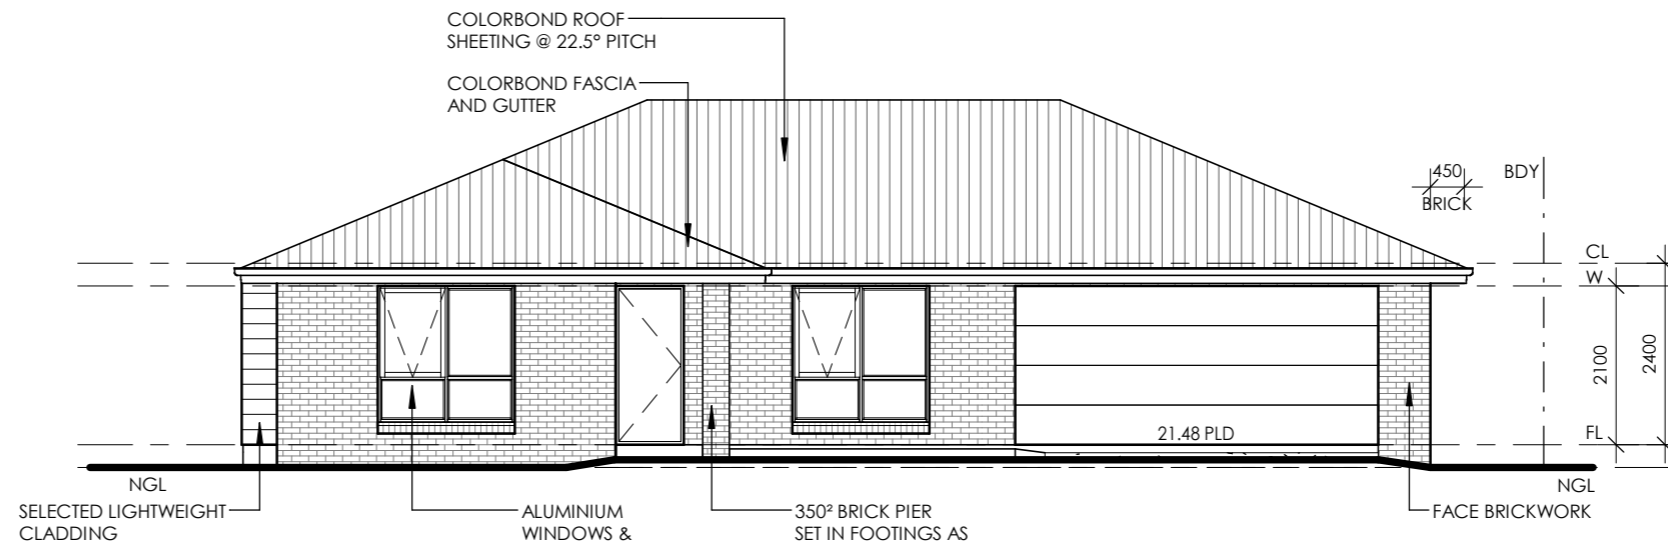 COLORBOND ROOF
SHEETING @ 22.5° PITCH
COLORBOND FASCIA
AND GUTTER
450
BRICK
BDY
CL
W
2100
2400
21.48 PLD
FL
NGL
NGL
SELECTED LIGHTWEIGHT
CLADDING
ALUMINIUM
WINDOWS &
350² BRICK PIER
SET IN FOOTINGS AS
FACE BRICKWORK